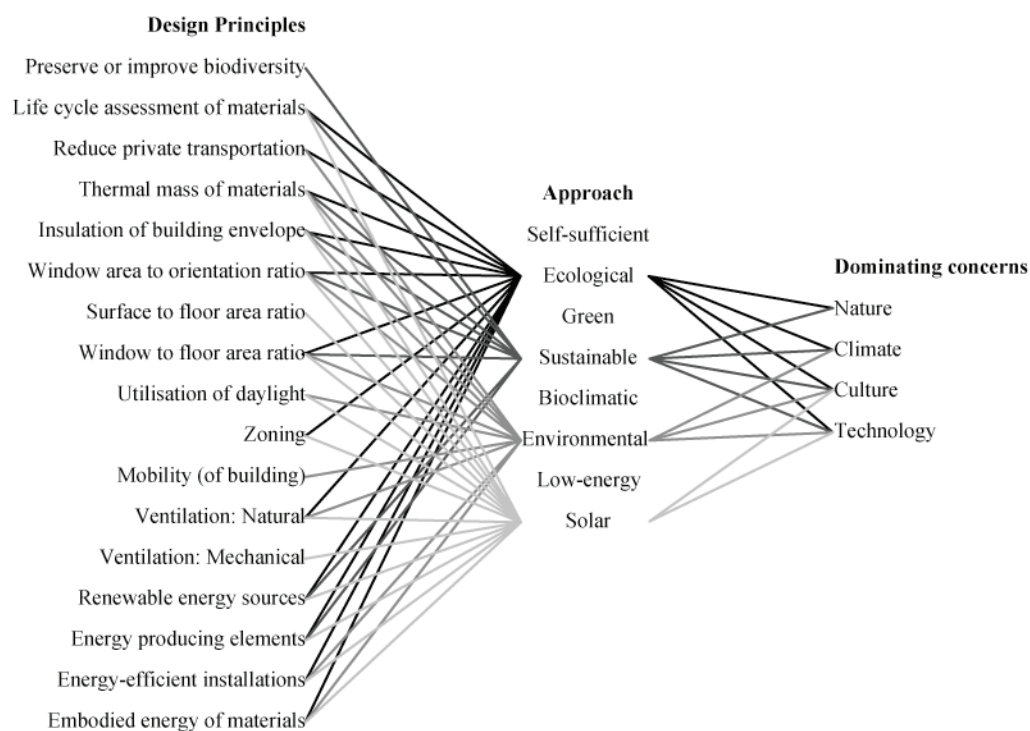 Design Principles
Preserve or improve biodiversity
Life cycle assessment of materials
Reduce private transportation
Thermal mass of materials
Insulation of building envelope
Window area to orientation ratio
Surface to floor area ratio
Window to floor area ratio
Utilisation of daylight
Zoning
Mobility (of building)
Ventilation: Natural
Ventilation: Mechanical
Renewable energy sources
Energy producing elements
Energy-efficient installations
Embodied energy of materials
Approach
Self-sufficient
Ecological
Green
Sustainable
Bioclimatic
Environmental
Low-energy
Solar
Dominating concerns
Nature
Climate
Culture
Technology